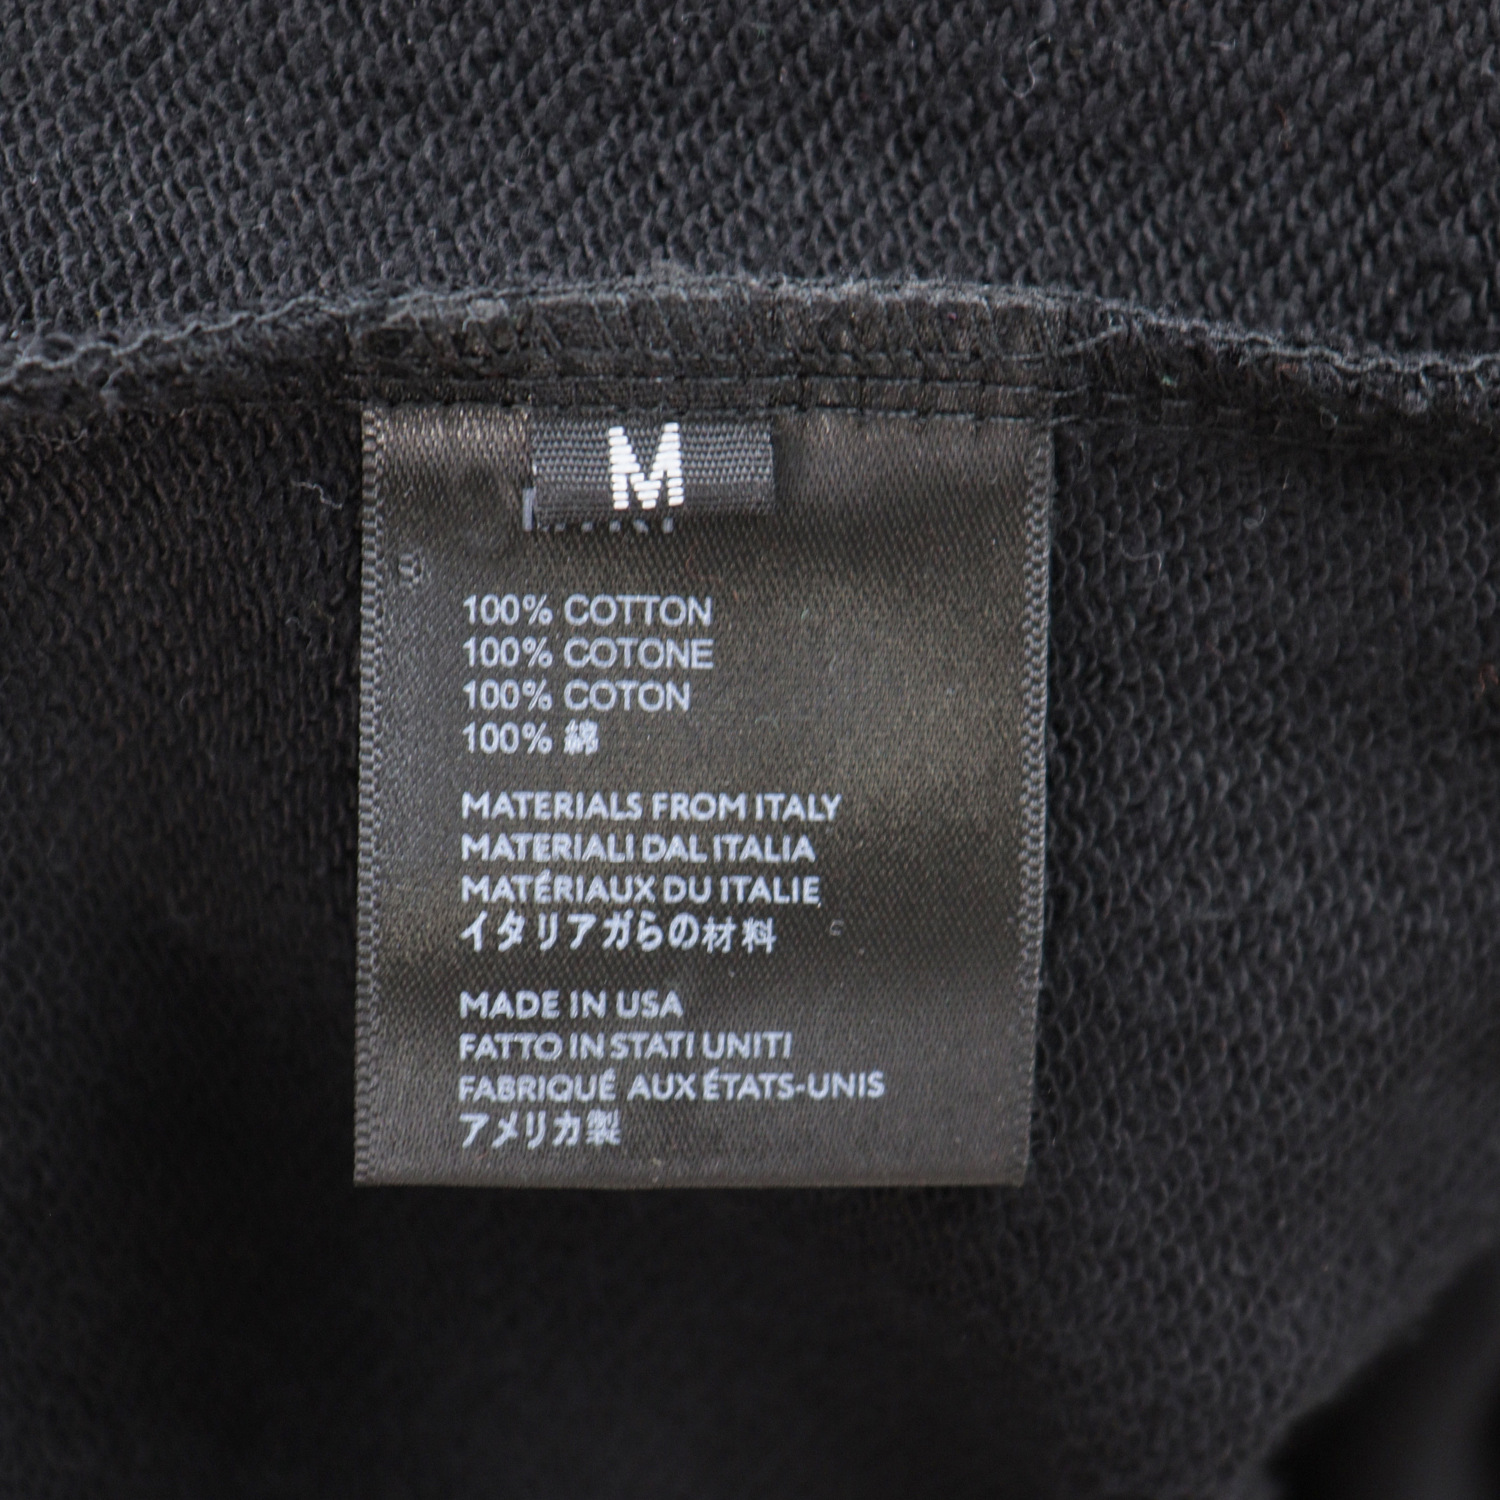 M
100% COTTON
100% COTONE
100% COTON
100% 綿
MATERIALS FROM ITALY
MATERIALI DAL ITALIA
MATÉRIAUX DU ITALIE
イタリアガらの材料
MADE IN USA
FATTO IN STATI UNITI
FABRIQUÉ AUX ÉTATS-UNIS
アメリカ製